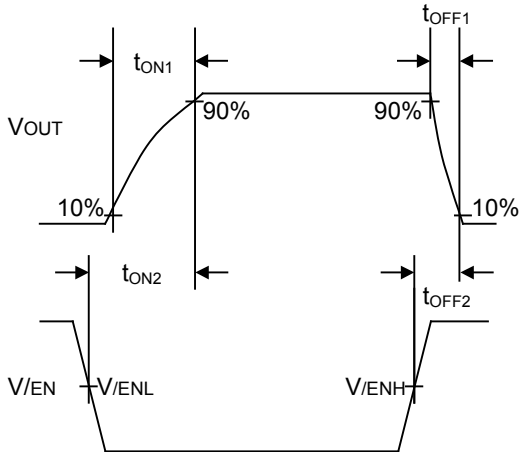 tOFF1
tON1
VOUT
90%
90%
10%
10%
tON2
tOFF2
V/EN
V/ENL
V/ENH